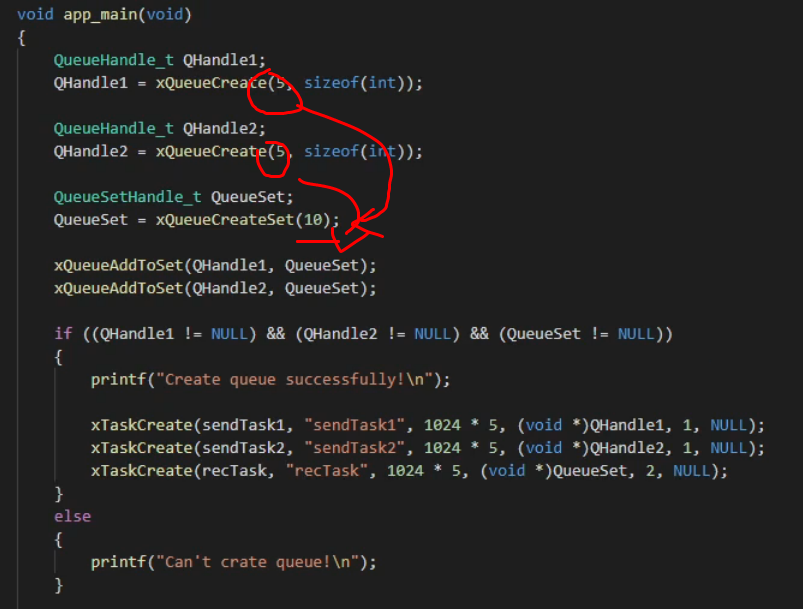 void app_main(void)
{
QueueHandle_t QHandle1;
QHandle1 = xQueueCreate(5, sizeof(int));
QueueHandle_t QHandle2;
QHandle2 = xQueueCreate(5, sizeof(int));
QueueSetHandle_t QueueSet;
QueueSet = xQueueCreateSet(10);
xQueueAddToSet(QHandle1, QueueSet);
xQueueAddToSet(QHandle2, QueueSet);
if ((QHandle1 != NULL) && (QHandle2 != NULL) && (QueueSet != NULL))
{
printf("Create queue successfully!\n");
xTaskCreate(sendTask1, "sendTask1", 1024 * 5, (void *)QHandle1, 1, NULL);
xTaskCreate(sendTask2, "sendTask2", 1024 * 5, (void *)QHandle2, 1, NULL);
xTaskCreate(recTask, "recTask", 1024 * 5, (void *)QueueSet, 2, NULL);
}
else
{
printf("Can't crate queue!\n");
}